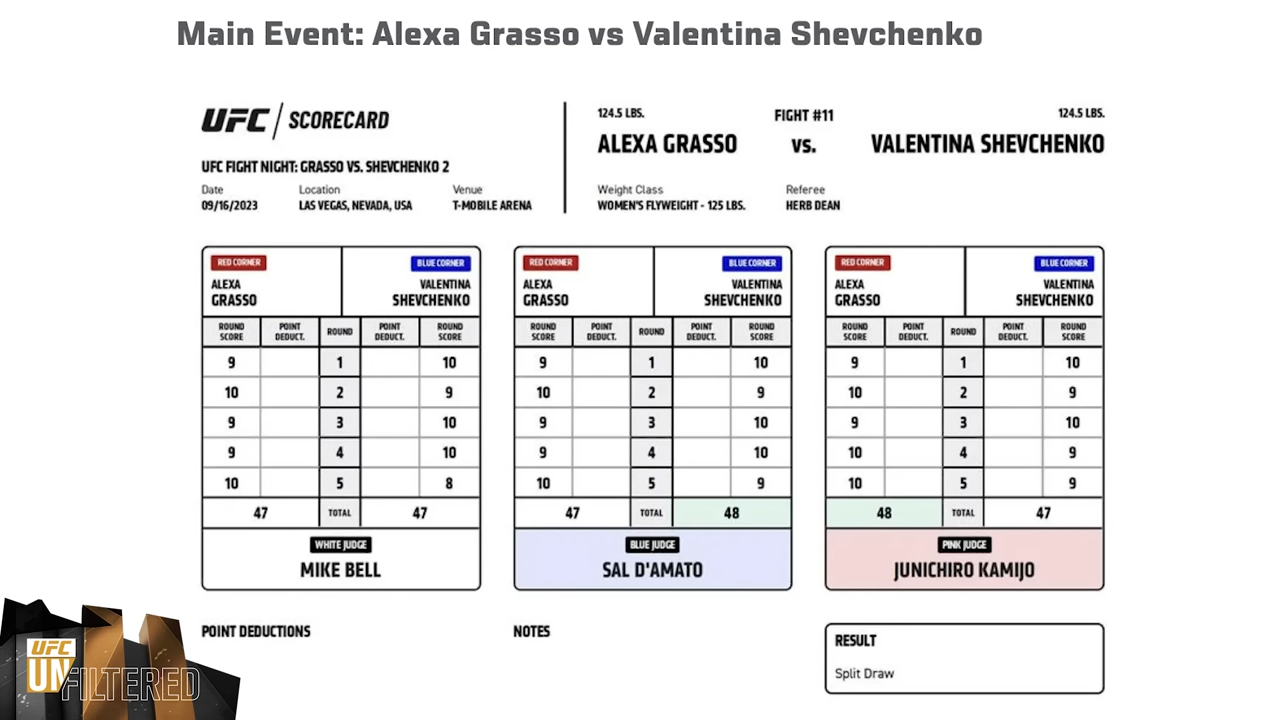 Main Event: Alexa Grasso vs Valentina Shevchenko
UFC / SCORECARD
UFC FIGHT NIGHT: GRASSO VS. SHEVCHENKO 2
Date Location Venue
09/16/2023 LAS VEGAS, NEVADA, USA T-MOBILE ARENA
124.5 LBS. FIGHT #11 124.5 LBS.
ALEXA GRASSO VS. VALENTINA SHEVCHENKO
Weight Class Referee
WOMEN'S FLYWEIGHT - 125 LBS. HERB DEAN
RED CORNER BLUE CORNER
ALEXA VALENTINA
GRASSO SHEVCHENKO
ROUND POINT ROUND POINT ROUND
SCORE DEDUCT. DEDUCT. SCORE
9 1 10
10 2 9
9 3 10
9 4 10
10 5 8
47 TOTAL 47
WHITE JUDGE
MIKE BELL
RED CORNER BLUE CORNER
ALEXA VALENTINA
GRASSO SHEVCHENKO
ROUND POINT ROUND POINT ROUND
SCORE DEDUCT. DEDUCT. SCORE
9 1 10
10 2 9
9 3 10
9 4 10
10 5 9
47 TOTAL 48
BLUE JUDGE
SAL D'AMATO
RED CORNER BLUE CORNER
ALEXA VALENTINA
GRASSO SHEVCHENKO
ROUND POINT ROUND POINT ROUND
SCORE DEDUCT. DEDUCT. SCORE
9 1 10
10 2 9
9 3 10
10 4 9
10 5 9
48 TOTAL 47
PINK JUDGE
JUNICHIRO KAMIJO
POINT DEDUCTIONS
NOTES
RESULT
Split Draw
UFC
UNFILTERED